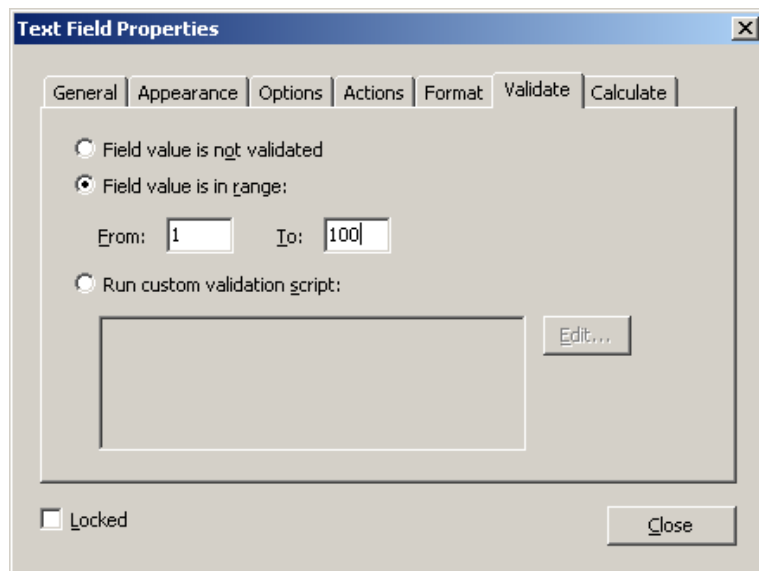 Text Field Properties
General Appearance Options Actions Format Validate Calculate
Field value is not validated
Field value is in range:
From: 1 To: 100
Run custom validation script:
Edit...
Locked
Close